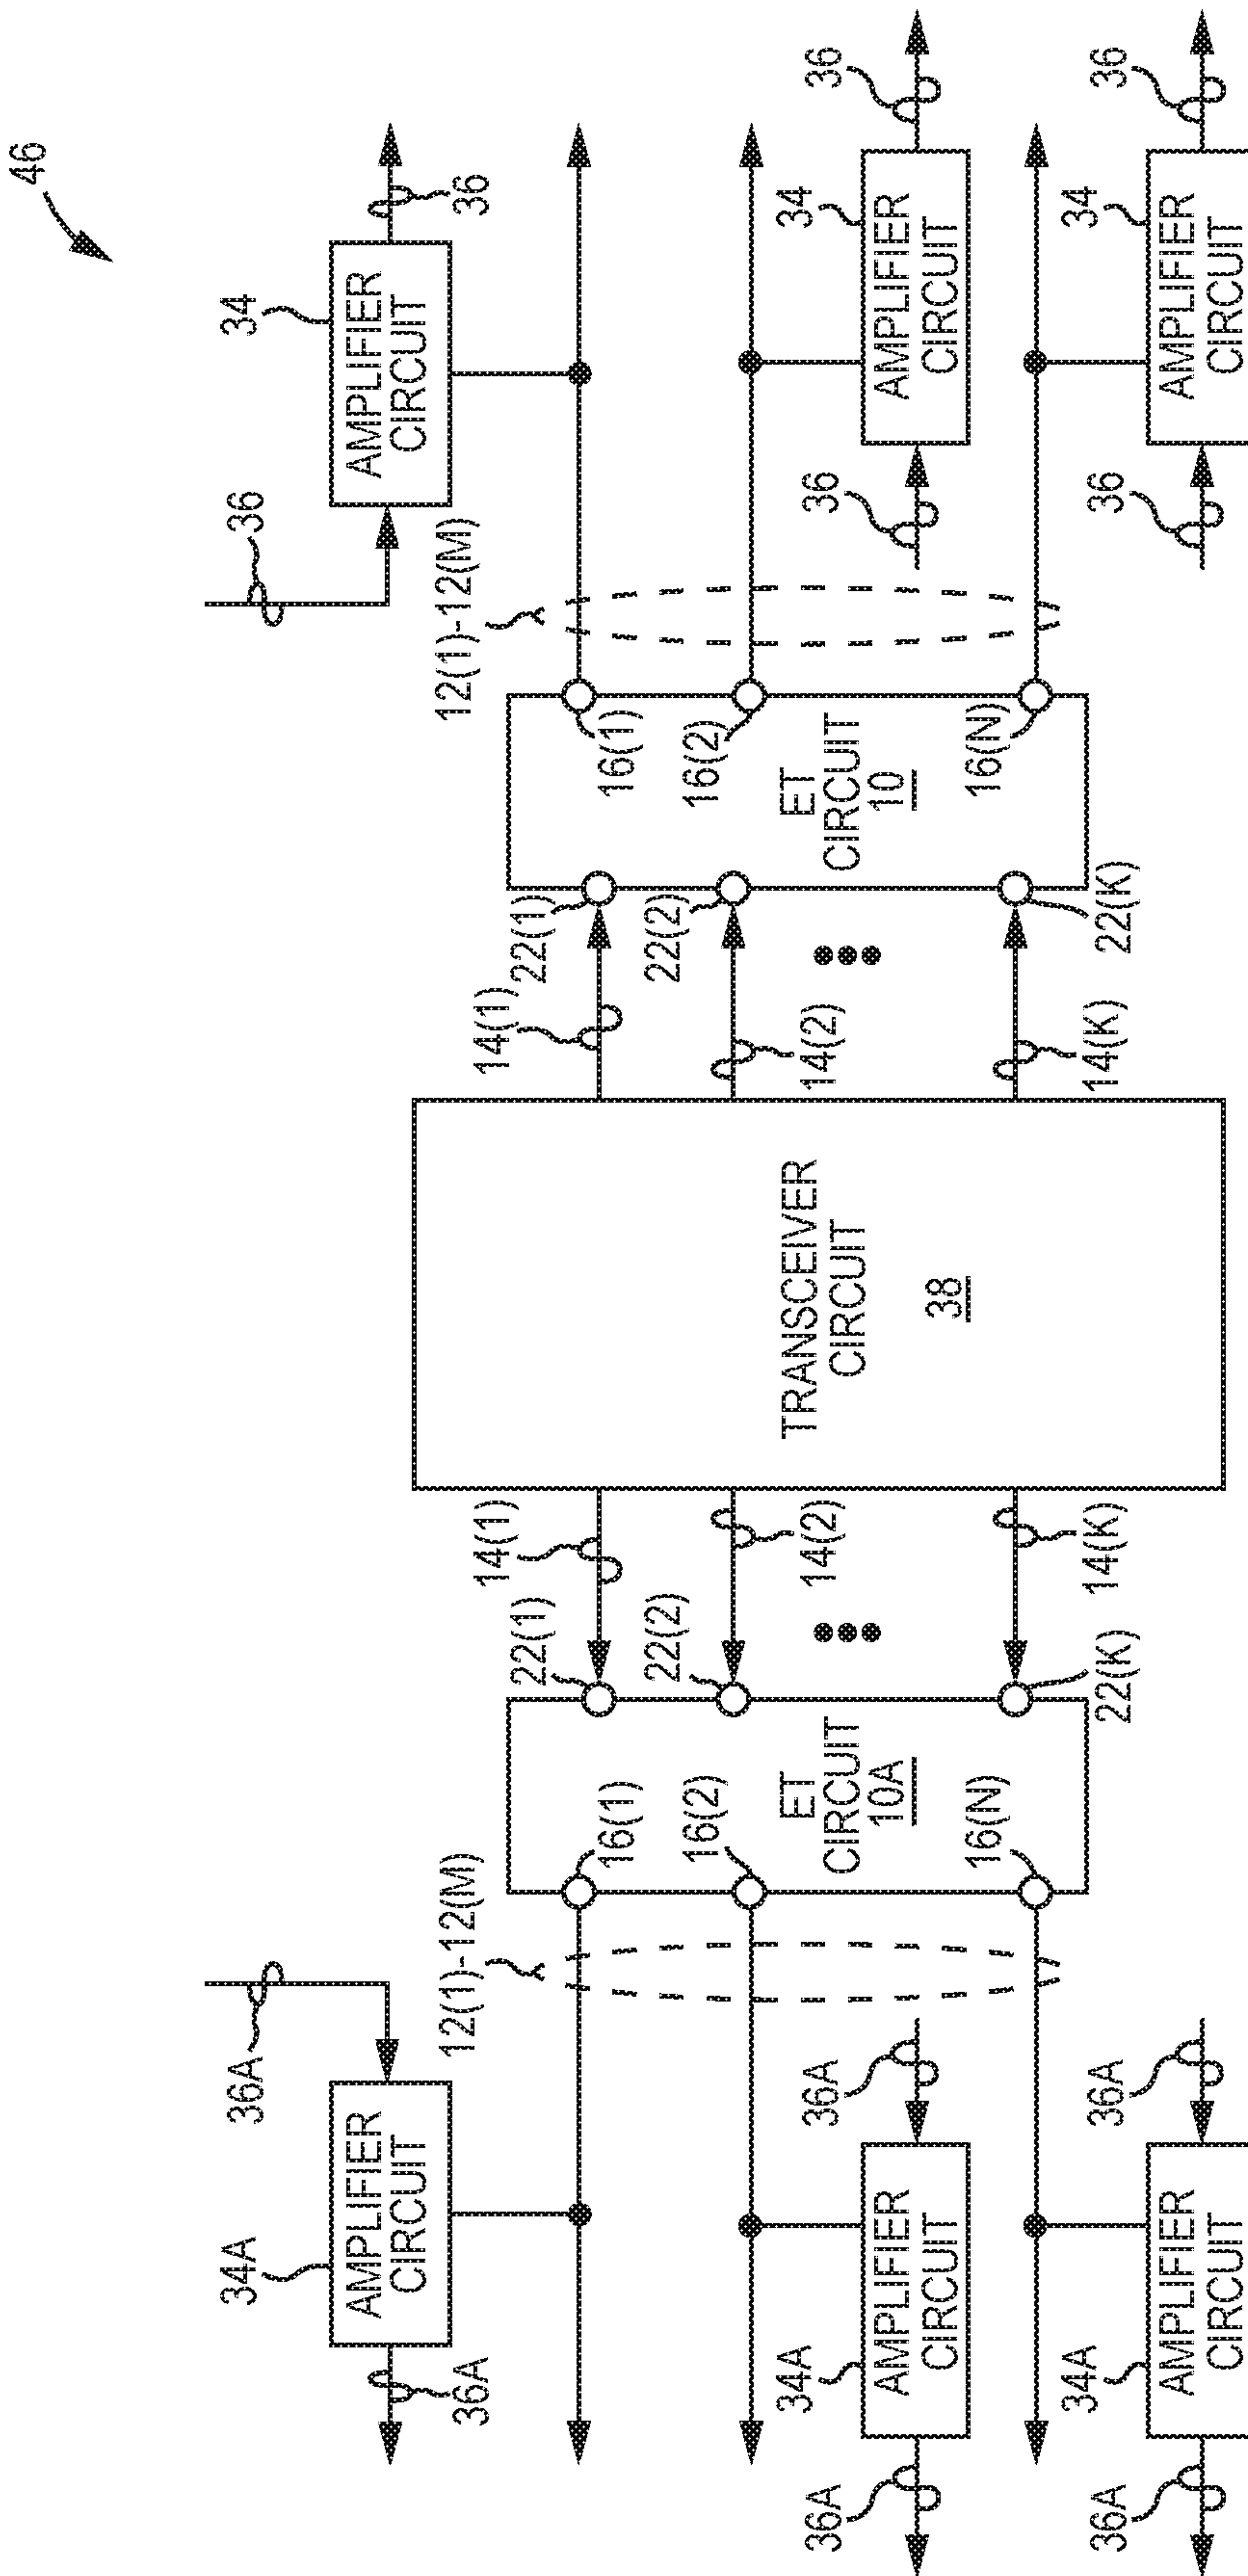 46
36A
36
34A
AMPLIFIER
CIRCUIT
34
AMPLIFIER
CIRCUIT
36A
36
12(1)-12(M)
14(1)
14(1)
12(1)-12(M)
22(1)
22(1)
16(1)
16(1)
16(2)
22(2)
22(2)
16(2)
ET
CIRCUIT
10A
14(2)
TRANSCEIVER
CIRCUIT
38
14(2)
ET
CIRCUIT
10
16(N)
16(N)
22(K)
14(K)
14(K)
22(K)
36A
34A
AMPLIFIER
CIRCUIT
36A
36
34
AMPLIFIER
CIRCUIT
36
36A
34A
AMPLIFIER
CIRCUIT
36A
36
34
AMPLIFIER
CIRCUIT
36